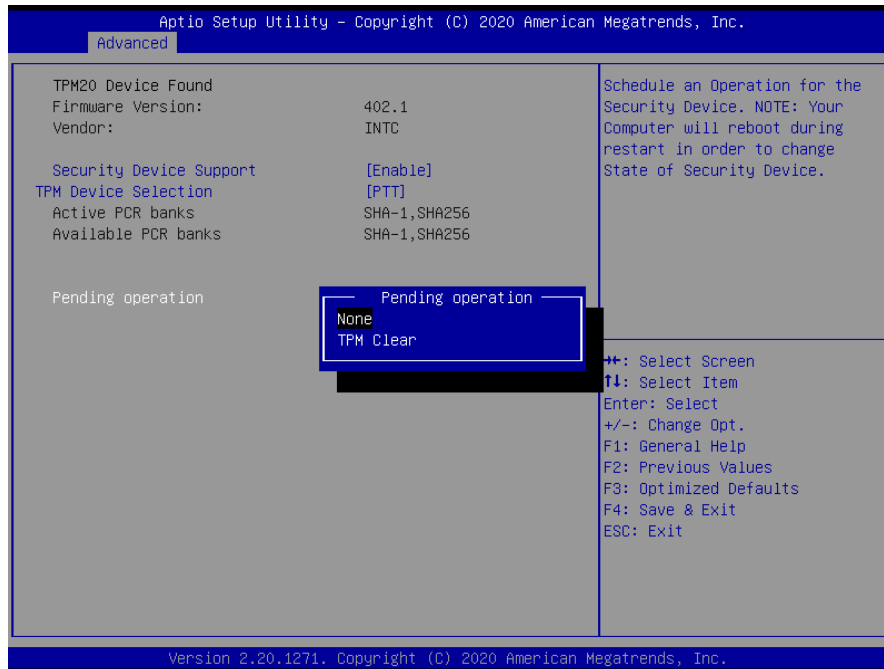 Aptio Setup Utility – Copyright (C) 2020 American Megatrends, Inc.
Advanced
TPM20 Device Found
Firmware Version: 402.1
Vendor: INTC
Security Device Support [Enable]
TPM Device Selection [PTT]
Active PCR banks SHA-1,SHA256
Available PCR banks SHA-1,SHA256
Pending operation
Pending operation
None
TPM Clear
Schedule an Operation for the
Security Device. NOTE: Your
Computer will reboot during
restart in order to change
State of Security Device.
→←: Select Screen
↑↓: Select Item
Enter: Select
+/-: Change Opt.
F1: General Help
F2: Previous Values
F3: Optimized Defaults
F4: Save & Exit
ESC: Exit
Version 2.20.1271. Copyright (C) 2020 American Megatrends, Inc.